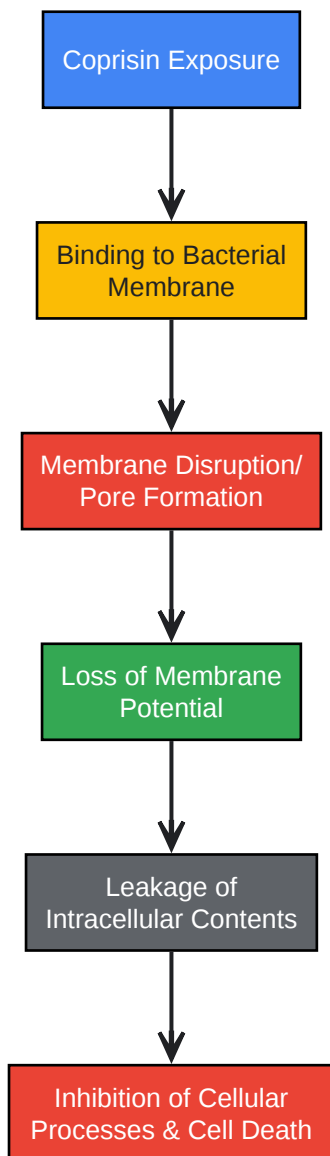 Coprisin Exposure
Binding to Bacterial
Membrane
Membrane Disruption/
Pore Formation
Loss of Membrane
Potential
Leakage of
Intracellular Contents
Inhibition of Cellular
Processes & Cell Death